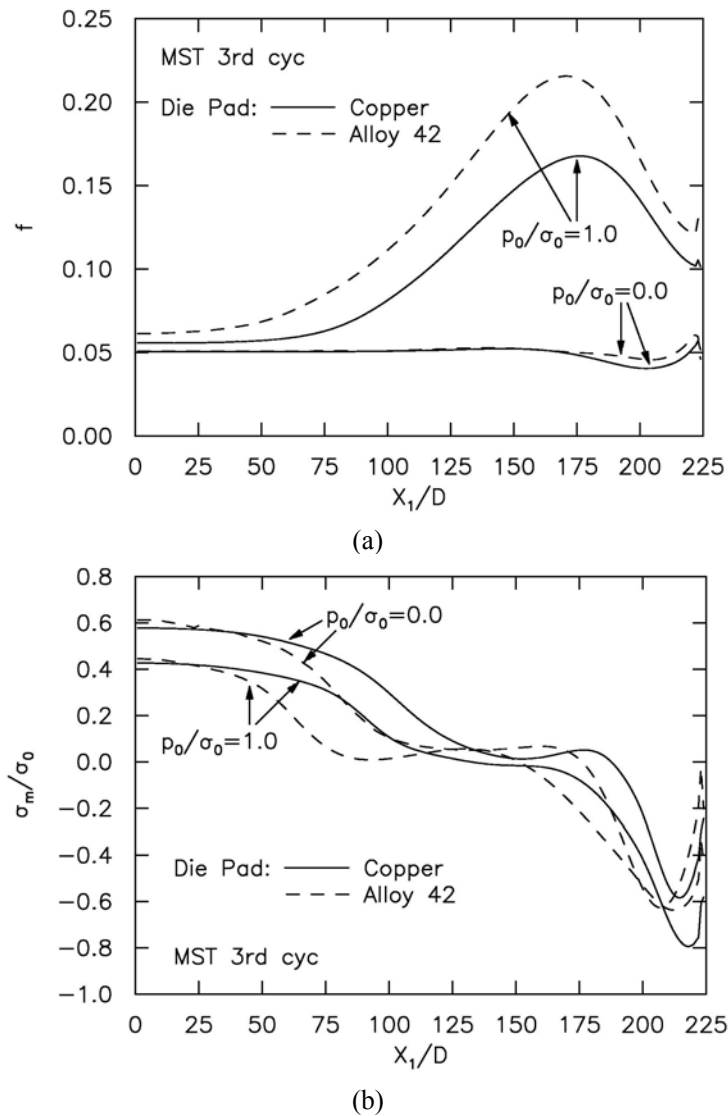 0.25
MST 3rd cyc
0.20
Die Pad: Copper
Alloy 42
0.15
f
p₀/σ₀=1.0
0.10
p₀/σ₀=0.0
0.05
0.00
0 25 50 75 100 125 150 175 200 225
X₁/D
(a)
0.8
0.6
p₀/σ₀=0.0
0.4
0.2
p₀/σ₀=1.0
0.0
σₘ/σ₀
−0.2
−0.4
Die Pad: Copper
−0.6
Alloy 42
−0.8
MST 3rd cyc
−1.0
0 25 50 75 100 125 150 175 200 225
X₁/D
(b)